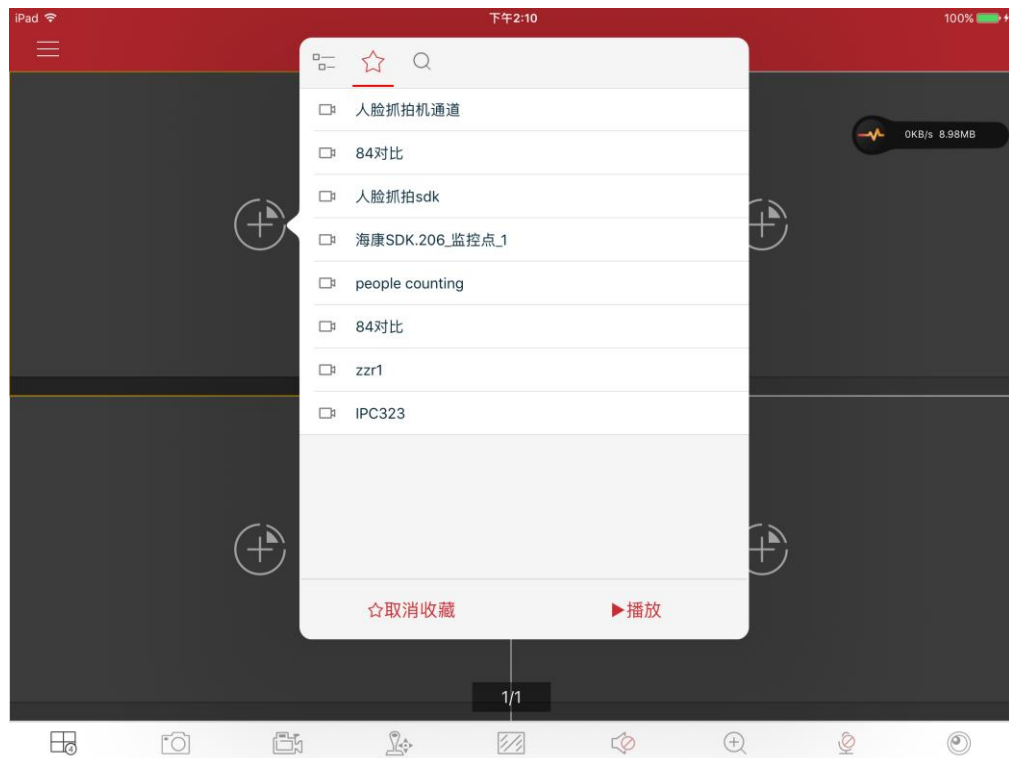 iPad 下午2:10 100%
人脸抓拍机通道
0KB/s 8.98MB
84对比
人脸抓拍sdk
海康SDK.206_监控点_1
people counting
84对比
zzr1
IPC323
☆取消收藏 ▶播放
1/1
4